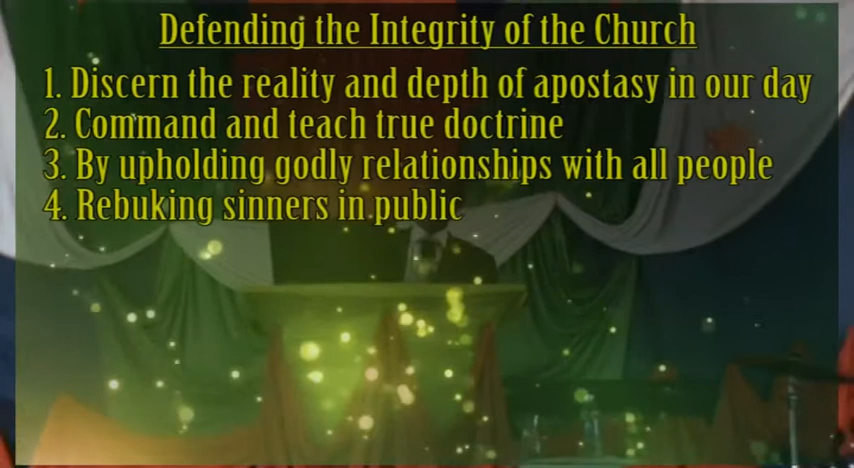 Defending the Integrity of the Church
1. Discern the reality and depth of apostasy in our day
2. Command and teach true doctrine
3. By upholding godly relationships with all people
4. Rebuking sinners in public